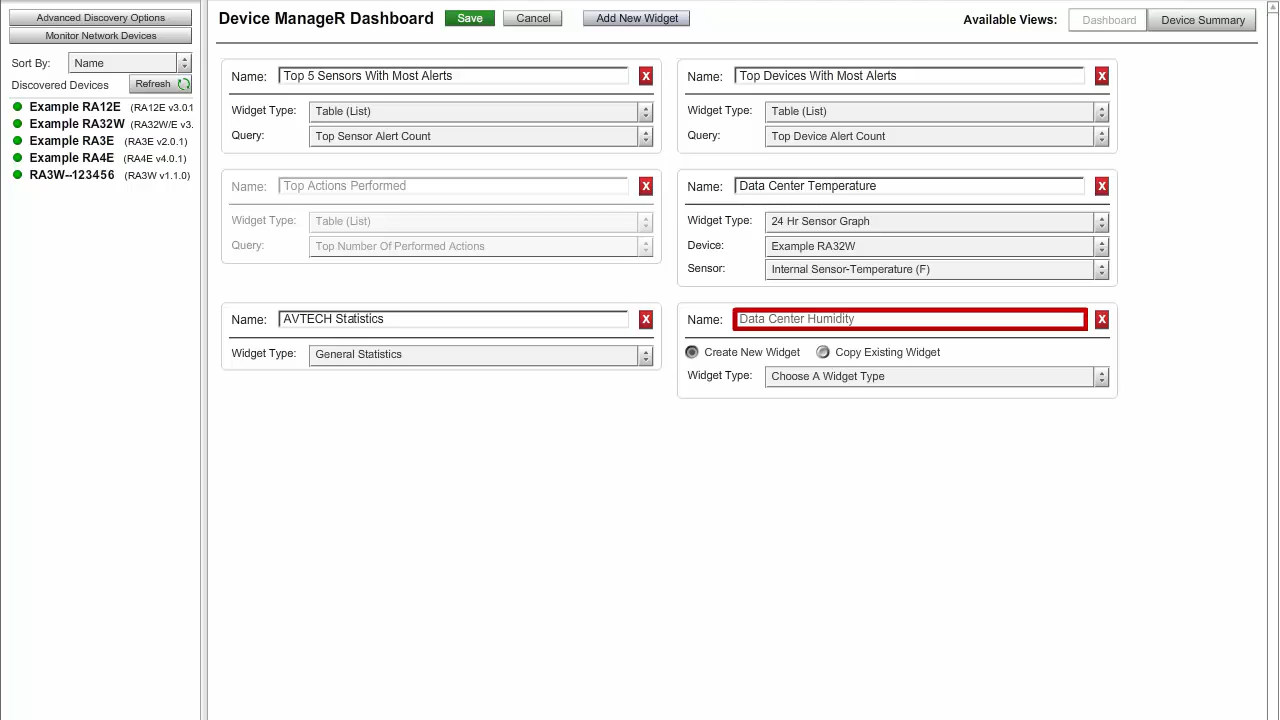 Advanced Discovery Options
Monitor Network Devices
Sort By: Name
Discovered Devices Refresh
Example RA12E (RA12E v3.0.1
Example RA32W (RA32W/E v3.
Example RA3E (RA3E v2.0.1)
Example RA4E (RA4E v4.0.1)
RA3W--123456 (RA3W v1.1.0)
Device ManageR Dashboard Save Cancel Add New Widget Available Views: Dashboard Device Summary
Name: Top 5 Sensors With Most Alerts X
Widget Type: Table (List)
Query: Top Sensor Alert Count
Name: Top Devices With Most Alerts X
Widget Type: Table (List)
Query: Top Device Alert Count
Name: Top Actions Performed X
Widget Type: Table (List)
Query: Top Number Of Performed Actions
Name: Data Center Temperature X
Widget Type: 24 Hr Sensor Graph
Device: Example RA32W
Sensor: Internal Sensor-Temperature (F)
Name: AVTECH Statistics X
Widget Type: General Statistics
Name: Data Center Humidity X
Create New Widget Copy Existing Widget
Widget Type: Choose A Widget Type